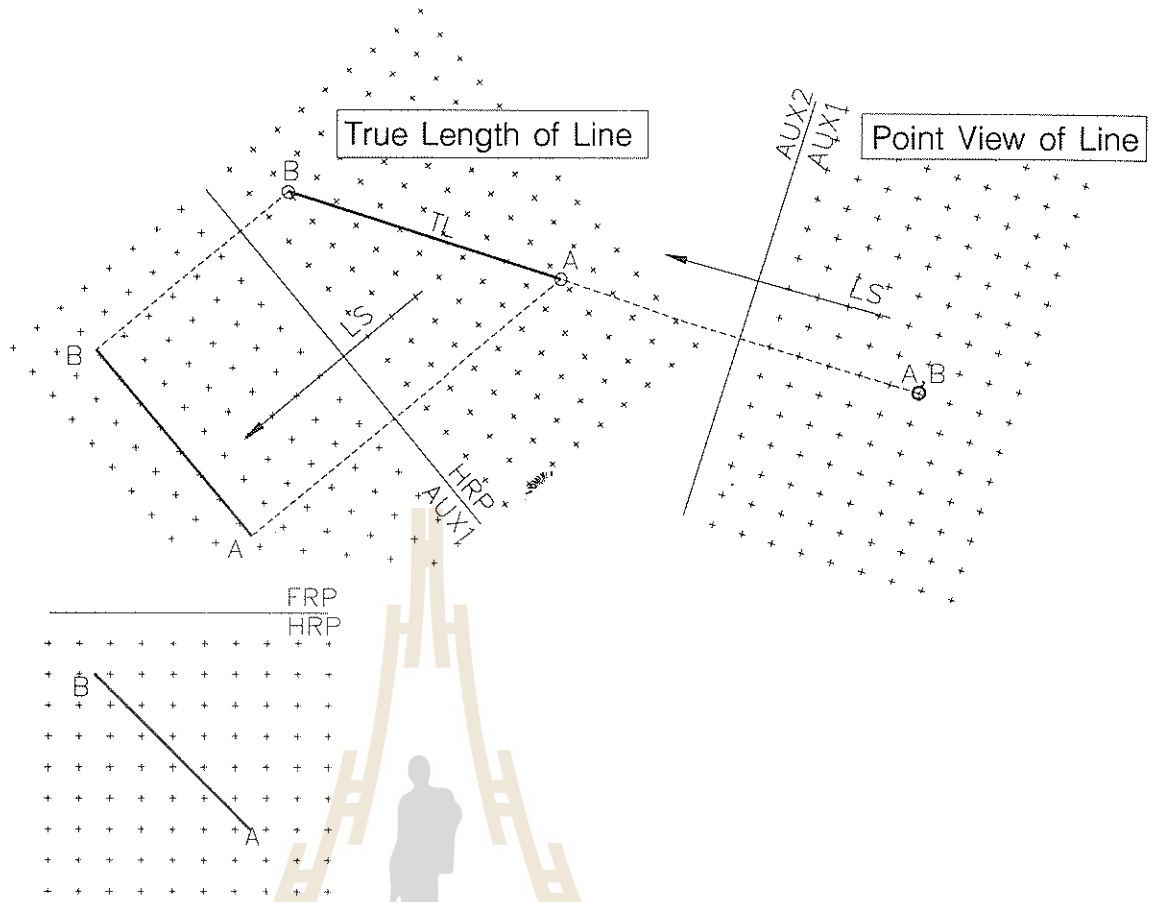 True Length of Line
Point View of Line
AUX2
AUX1
B
TL
A
LS
LS
A,B
B
HRP
AUX1
A
FRP
HRP
B
A